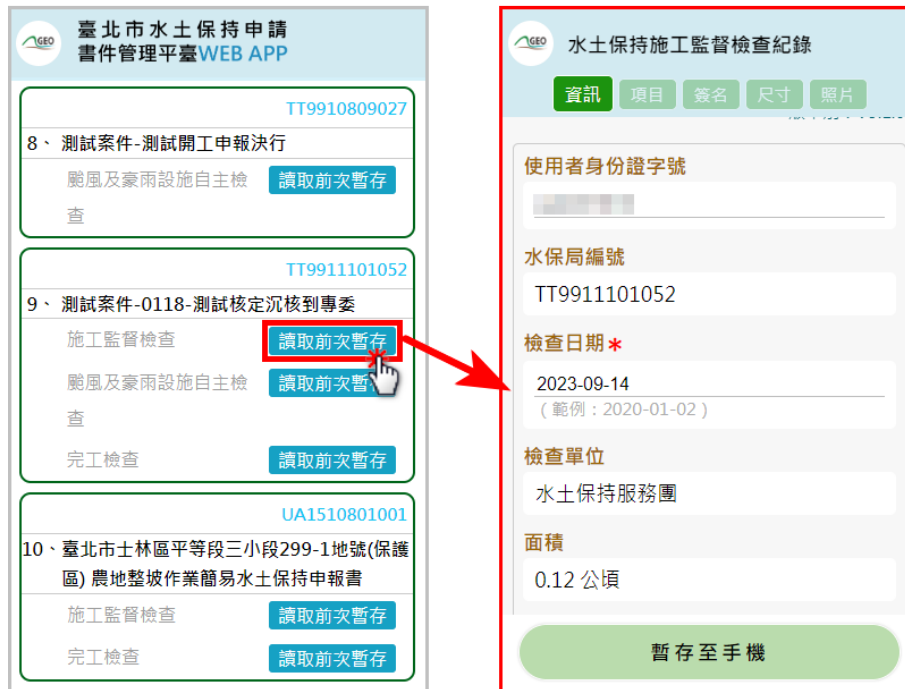 GEO
臺北市水土保持申請
書件管理平臺WEB APP
TT9910809027
8、 測試案件-測試開工申報決行
颱風及豪雨設施自主檢
查
讀取前次暫存
TT9911101052
9、 測試案件-0118-測試核定沉核到專委
施工監督檢查
讀取前次暫存
颱風及豪雨設施自主檢
查
讀取前次暫
完工檢查
讀取前次暫存
UA1510801001
10、臺北市士林區平等段三小段299-1地號(保護
區) 農地整坡作業簡易水土保持申報書
施工監督檢查
讀取前次暫存
完工檢查
讀取前次暫存
GEO
水土保持施工監督檢查紀錄
資訊 項目 簽名 尺寸 照片
使用者身份證字號
水保局編號
TT9911101052
檢查日期*
2023-09-14
(範例：2020-01-02)
檢查單位
水土保持服務團
面積
0.12 公頃
暫存至手機